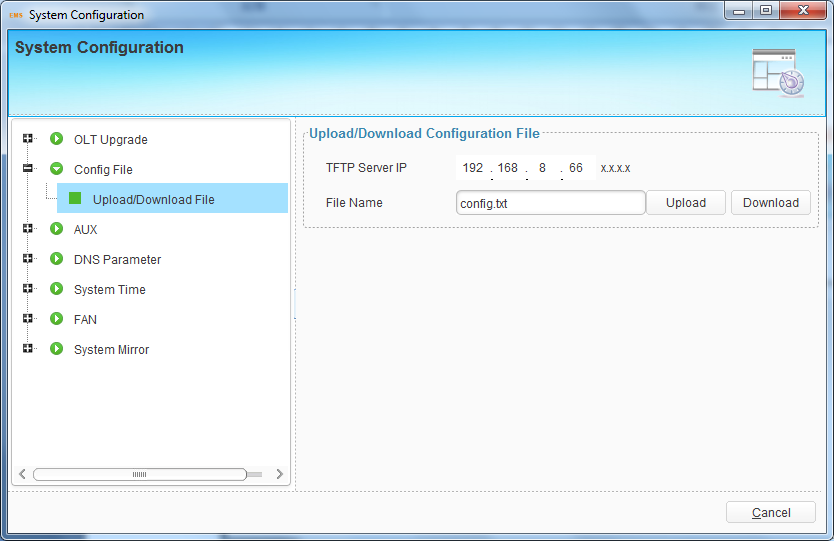 EMS System Configuration
System Configuration
OLT Upgrade
Config File
Upload/Download File
AUX
DNS Parameter
System Time
FAN
System Mirror
Upload/Download Configuration File
TFTP Server IP 192 . 168 . 8 . 66 x.x.x.x
File Name config.txt Upload Download
Cancel